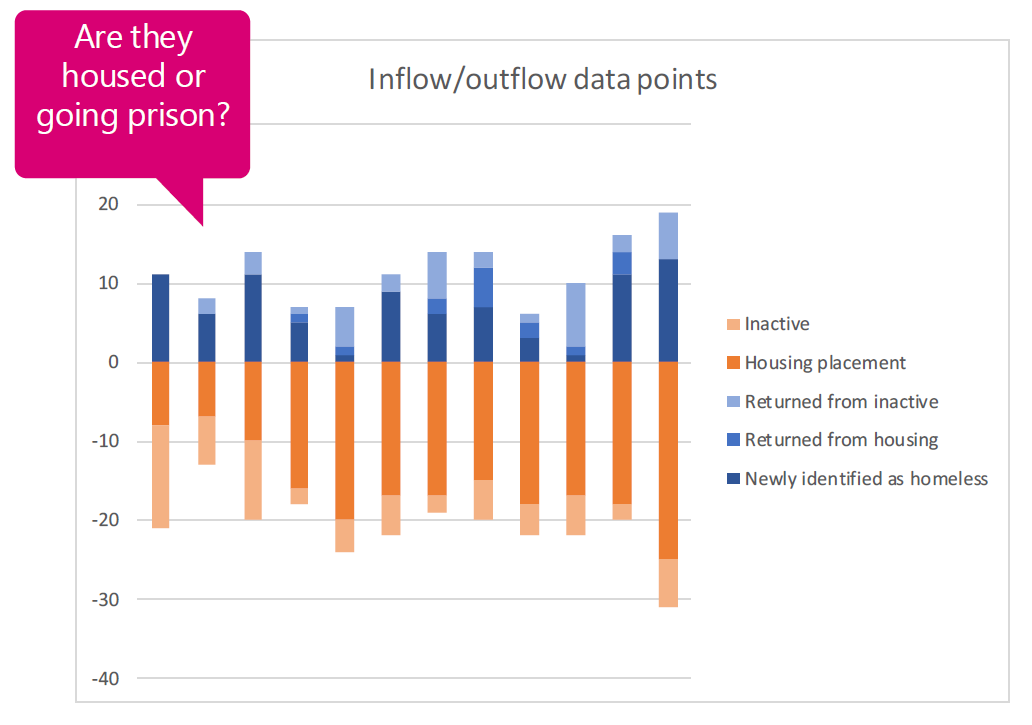 Are they
housed or
going prison?
Inflow/outflow data points
20
10
0
-10
-20
-30
-40
Inactive
Housing placement
Returned from inactive
Returned from housing
Newly identified as homeless